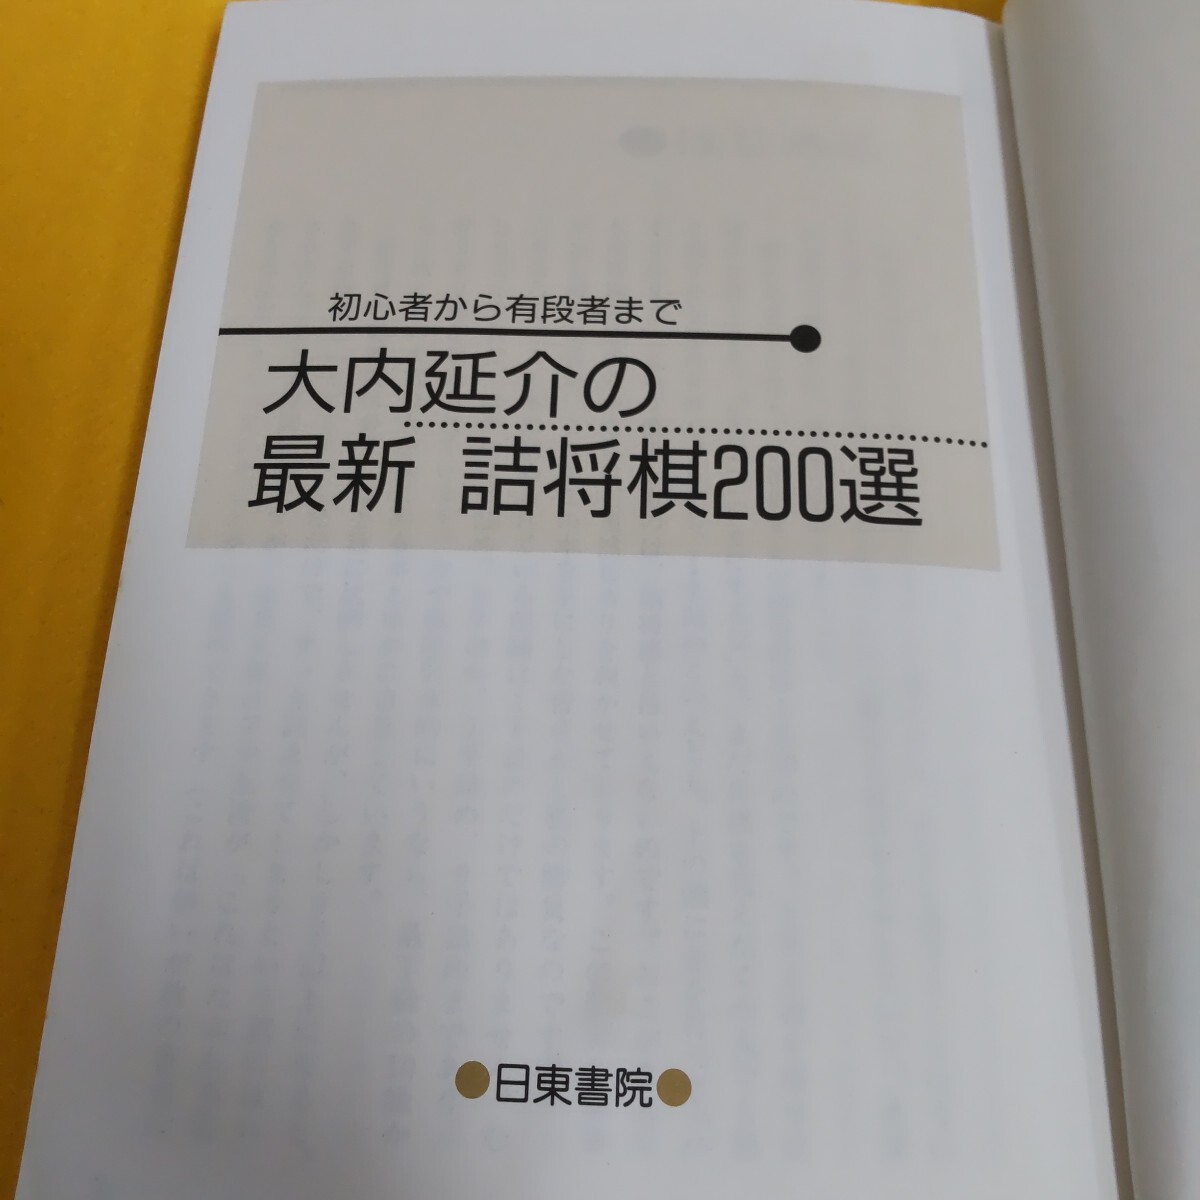 初心者から有段者まで
大内延介の
最新 詰将棋200選
●日東書院●